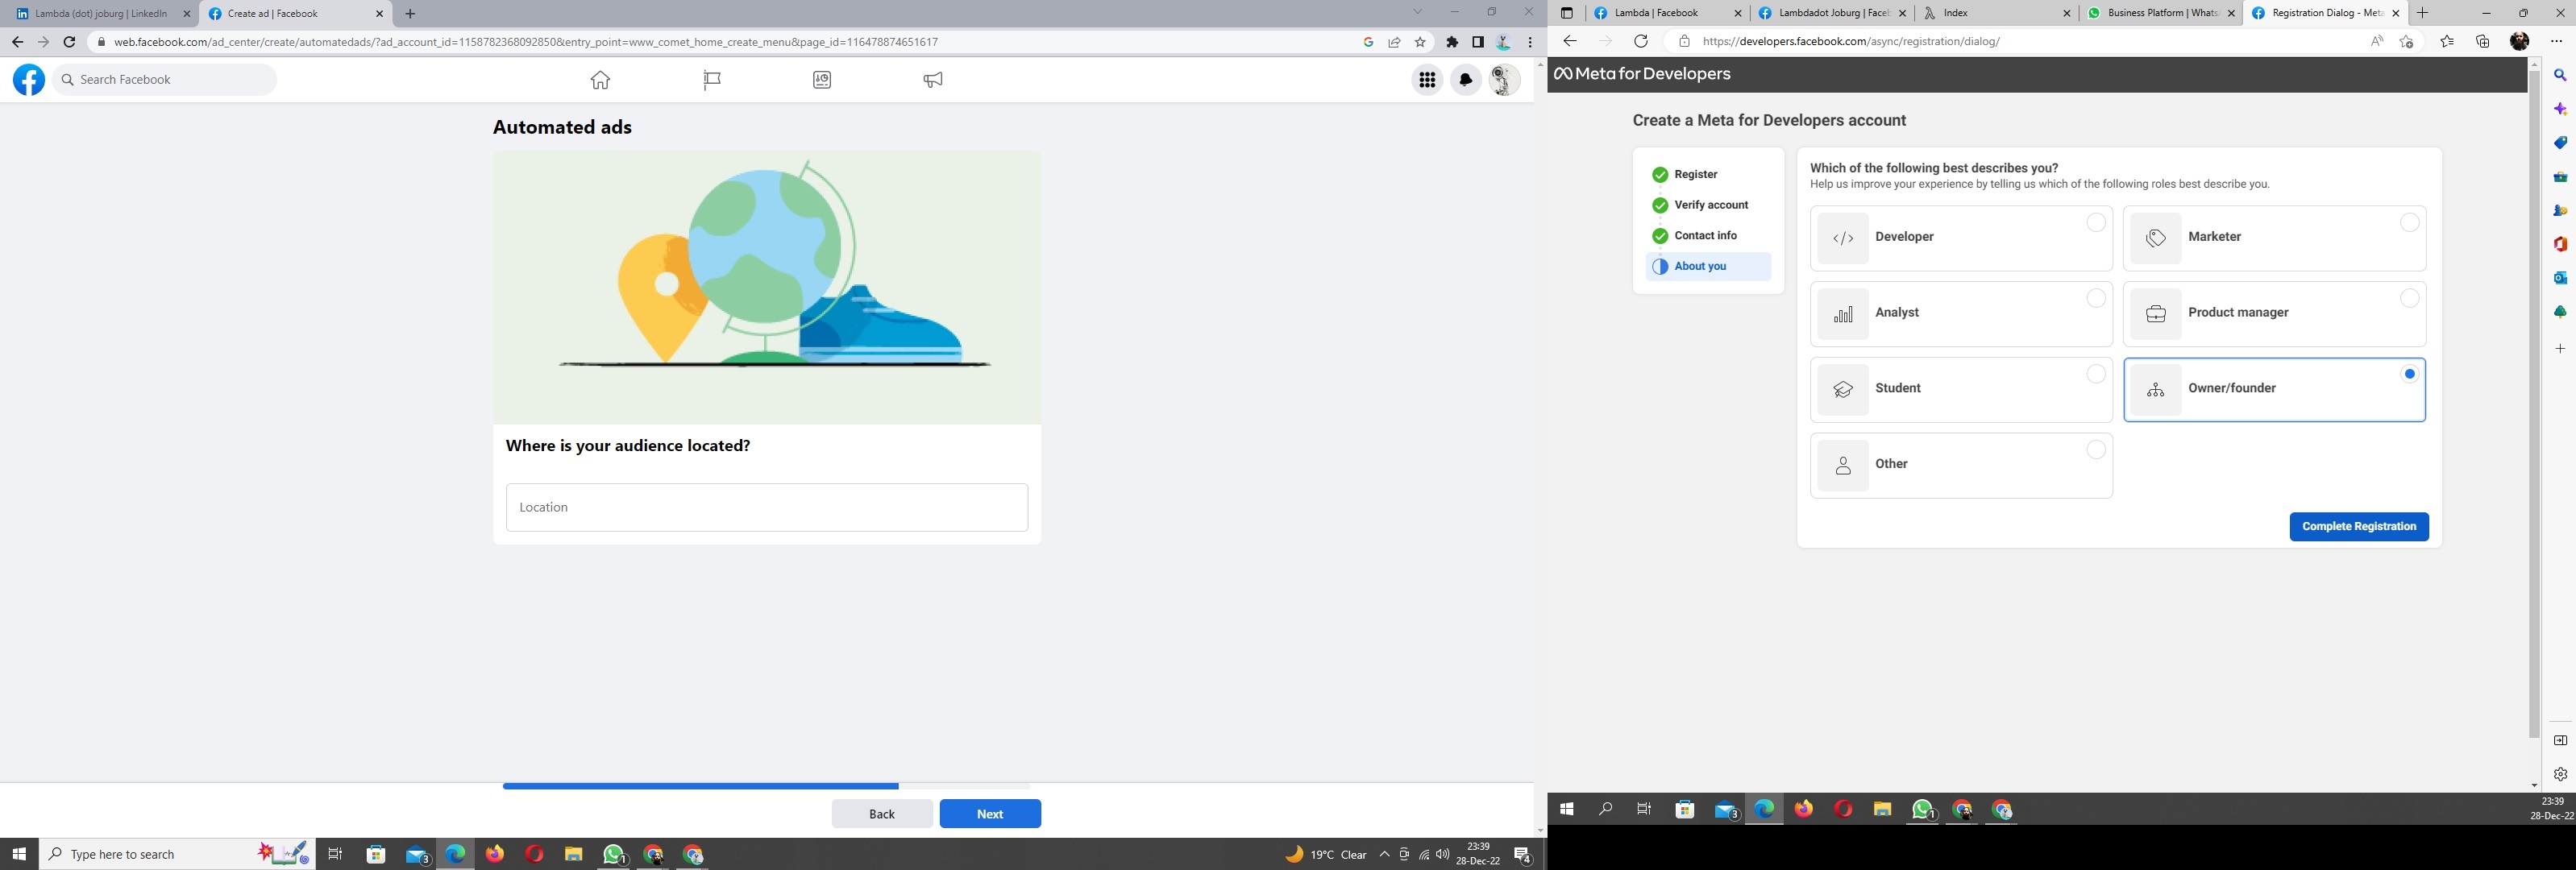 Lambda (dot) joburg | LinkedIn
Create ad | Facebook
web.facebook.com/ad_center/create/automatedads/?ad_account_id=1158782368092850&entry_point=www_comet_home_create_menu&page_id=116478874651617
Search Facebook
Automated ads
Where is your audience located?
Location
Back
Next
Type here to search
3
1
19°C Clear
23:39
28-Dec-22
4
Lambda | Facebook
Lambdadot Joburg | Faceb
Index
Business Platform | Whats
Registration Dialog - Meta
https://developers.facebook.com/async/registration/dialog/
Meta for Developers
Create a Meta for Developers account
Register
Verify account
Contact info
About you
Which of the following best describes you?
Help us improve your experience by telling us which of the following roles best describe you.
Developer
Marketer
Analyst
Product manager
Student
Owner/founder
Other
Complete Registration
3
1
23:39
28-Dec-22